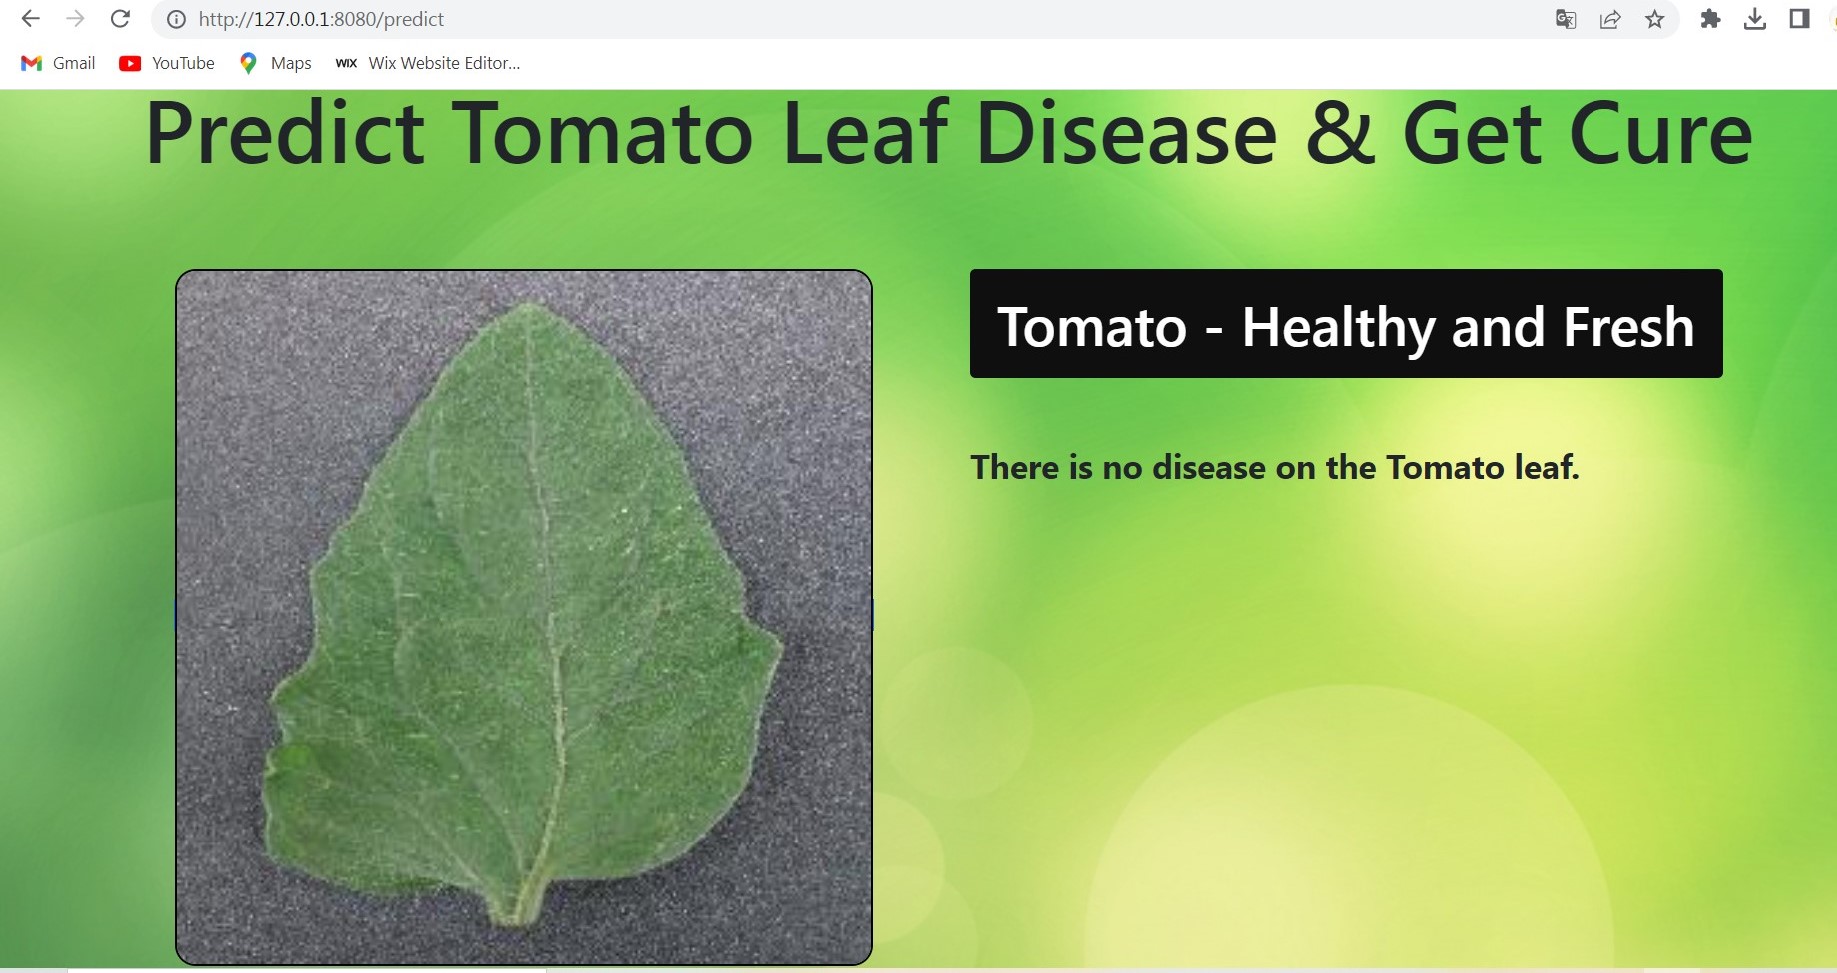 http://127.0.0.1:8080/predict
Gmail YouTube Maps WIX Wix Website Editor...
Predict Tomato Leaf Disease & Get Cure
Tomato - Healthy and Fresh
There is no disease on the Tomato leaf.